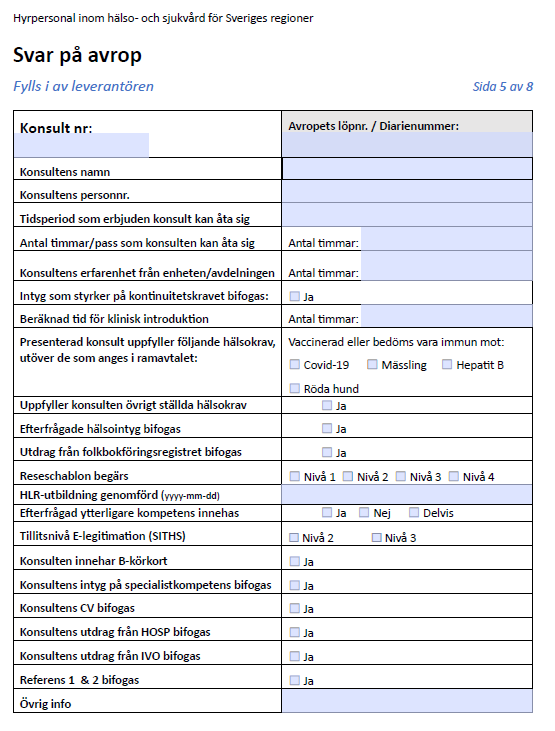 Hyrpersonal inom hälso- och sjukvård för Sveriges regioner
Svar på avrop
Fylls i av leverantören Sida 5 av 8
Konsult nr: Avropets löpnr. / Diarienummer:
Konsultens namn
Konsultens personnr.
Tidsperiod som erbjuden konsult kan åta sig
Antal timmar/pass som konsulten kan åta sig Antal timmar:
Konsultens erfarenhet från enheten/avdelningen Antal timmar:
Intyg som styrker på kontinuitetskravet bifogas: Ja
Beräknad tid för klinisk introduktion Antal timmar:
Presenterad konsult uppfyller följande hälsokrav, Vaccinerad eller bedöms vara immun mot:
utöver de som anges i ramavtalet: Covid-19 Mässling Hepatit B
Röda hund
Uppfyller konsulten övrigt ställda hälsokrav Ja
Efterfrågade hälsointyg bifogas Ja
Utdrag från folkbokföringsregistret bifogas Ja
Reseschablon begärs Nivå 1 Nivå 2 Nivå 3 Nivå 4
HLR-utbildning genomförd (yyyy-mm-dd)
Efterfrågad ytterligare kompetens innehas Ja Nej Delvis
Tillitsnivå E-legitimation (SITHS) Nivå 2 Nivå 3
Konsulten innehar B-körkort Ja
Konsultens intyg på specialistkompetens bifogas Ja
Konsultens CV bifogas Ja
Konsultens utdrag från HOSP bifogas Ja
Konsultens utdrag från IVO bifogas Ja
Referens 1 & 2 bifogas Ja
Övrig info